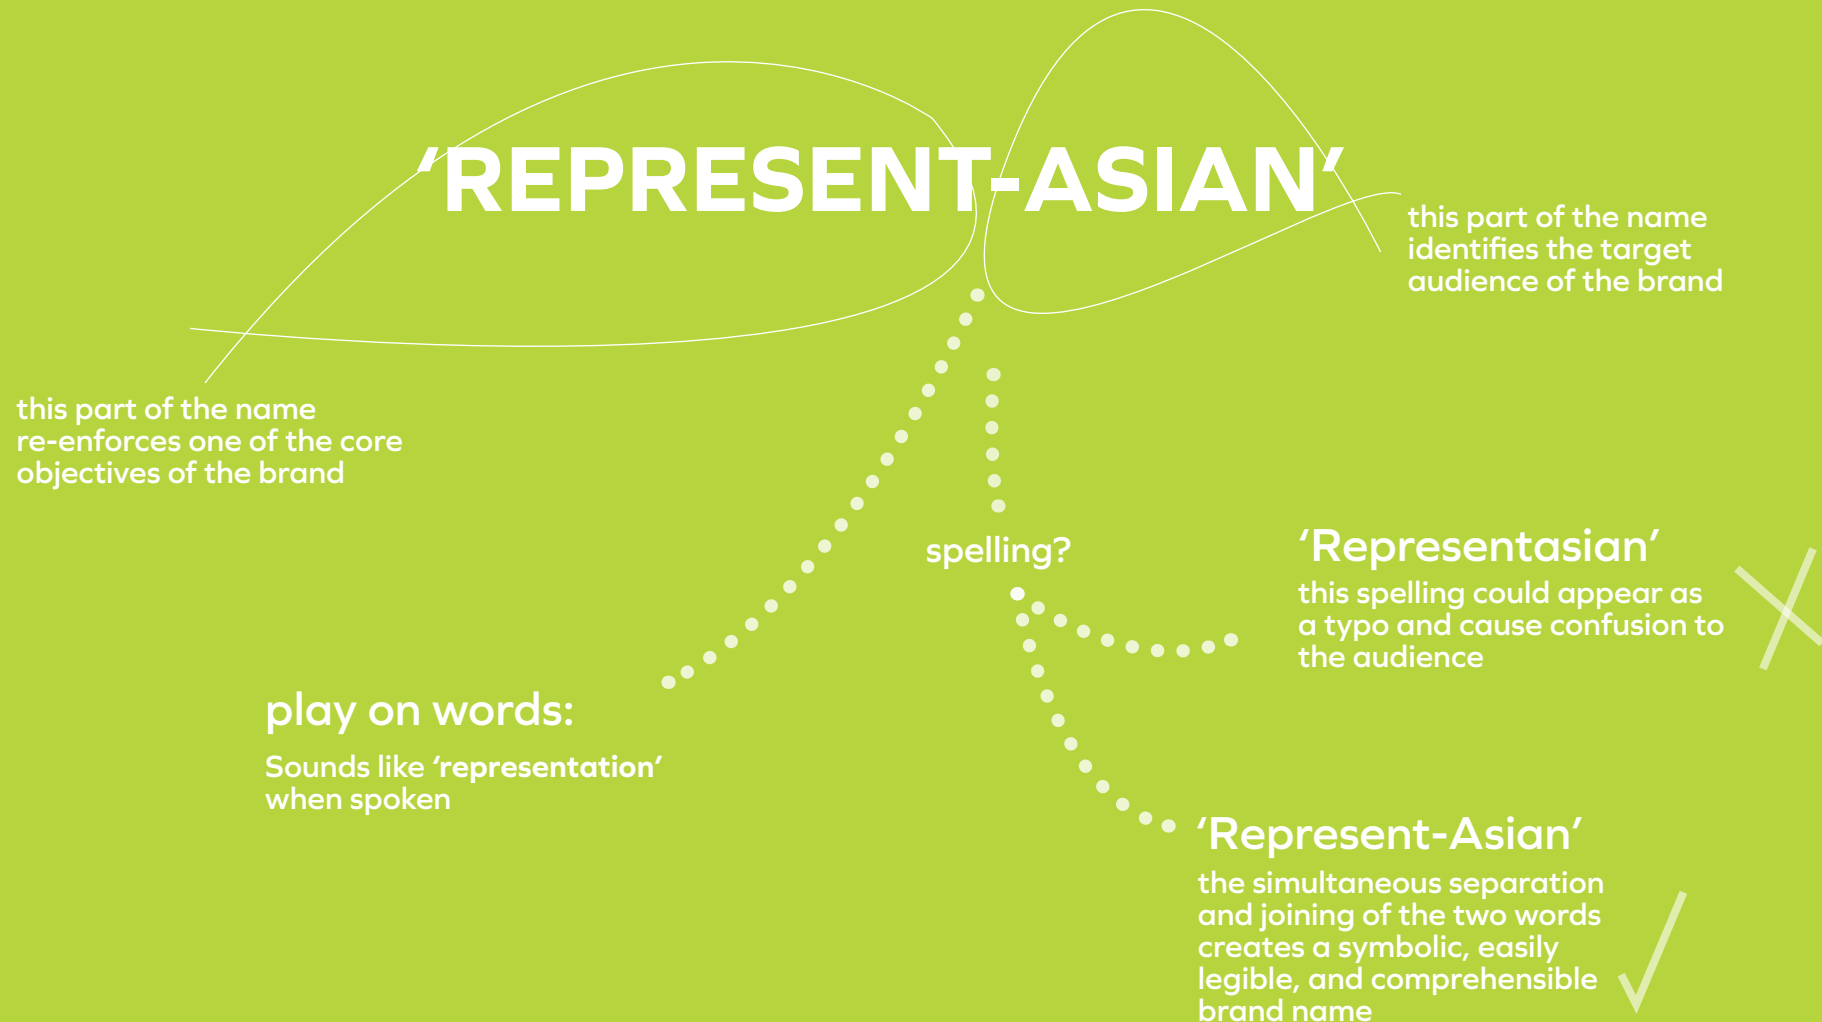 ‘REPRESENT-ASIAN’
this part of the name
identifies the target
audience of the brand
this part of the name
re-enforces one of the core
objectives of the brand
spelling?
‘Representasian’
this spelling could appear as
a typo and cause confusion to
the audience
play on words:
Sounds like ‘representation’
when spoken
‘Represent-Asian’
the simultaneous separation
and joining of the two words
creates a symbolic, easily
legible, and comprehensible
brand name